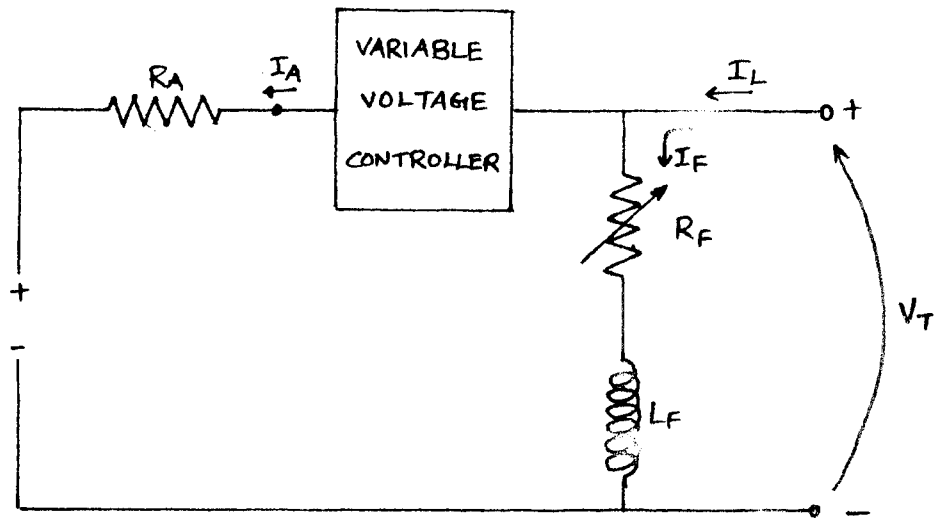 VARIABLE
VOLTAGE
CONTROLLER
RA
IA
IL
+
IF
RF
+
-
VT
LF
-